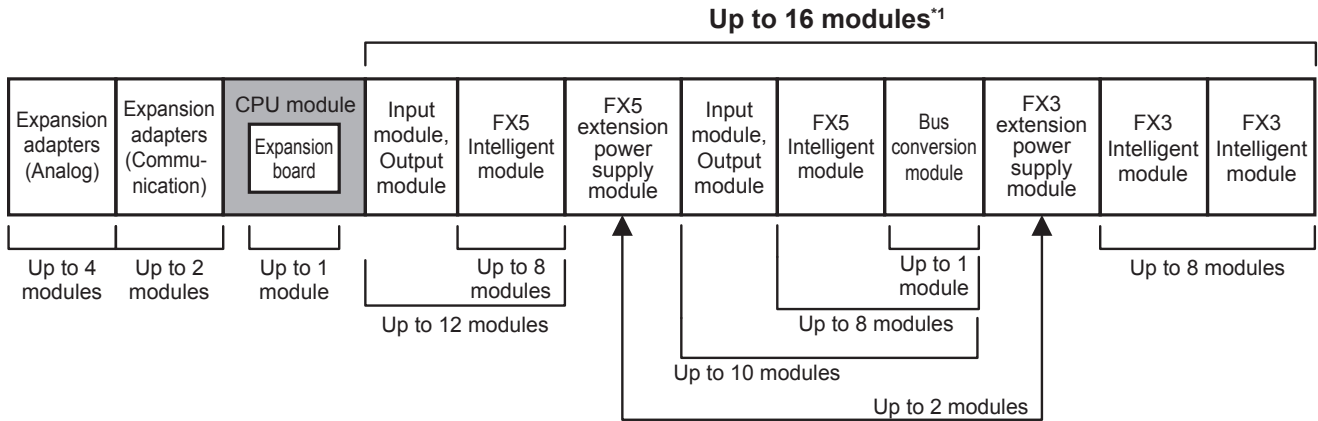 Up to 16 modules*1
Expansion
adapters
(Analog)
Expansion
adapters
(Commu-
nication)
CPU module
Expansion
board
Input
module,
Output
module
FX5
Intelligent
module
FX5
extension
power
supply
module
Input
module,
Output
module
FX5
Intelligent
module
Bus
conversion
module
FX3
extension
power
supply
module
FX3
Intelligent
module
FX3
Intelligent
module
Up to 4
modules
Up to 2
modules
Up to 1
module
Up to 8
modules
Up to 12 modules
Up to 1
module
Up to 8 modules
Up to 10 modules
Up to 2 modules
Up to 8 modules